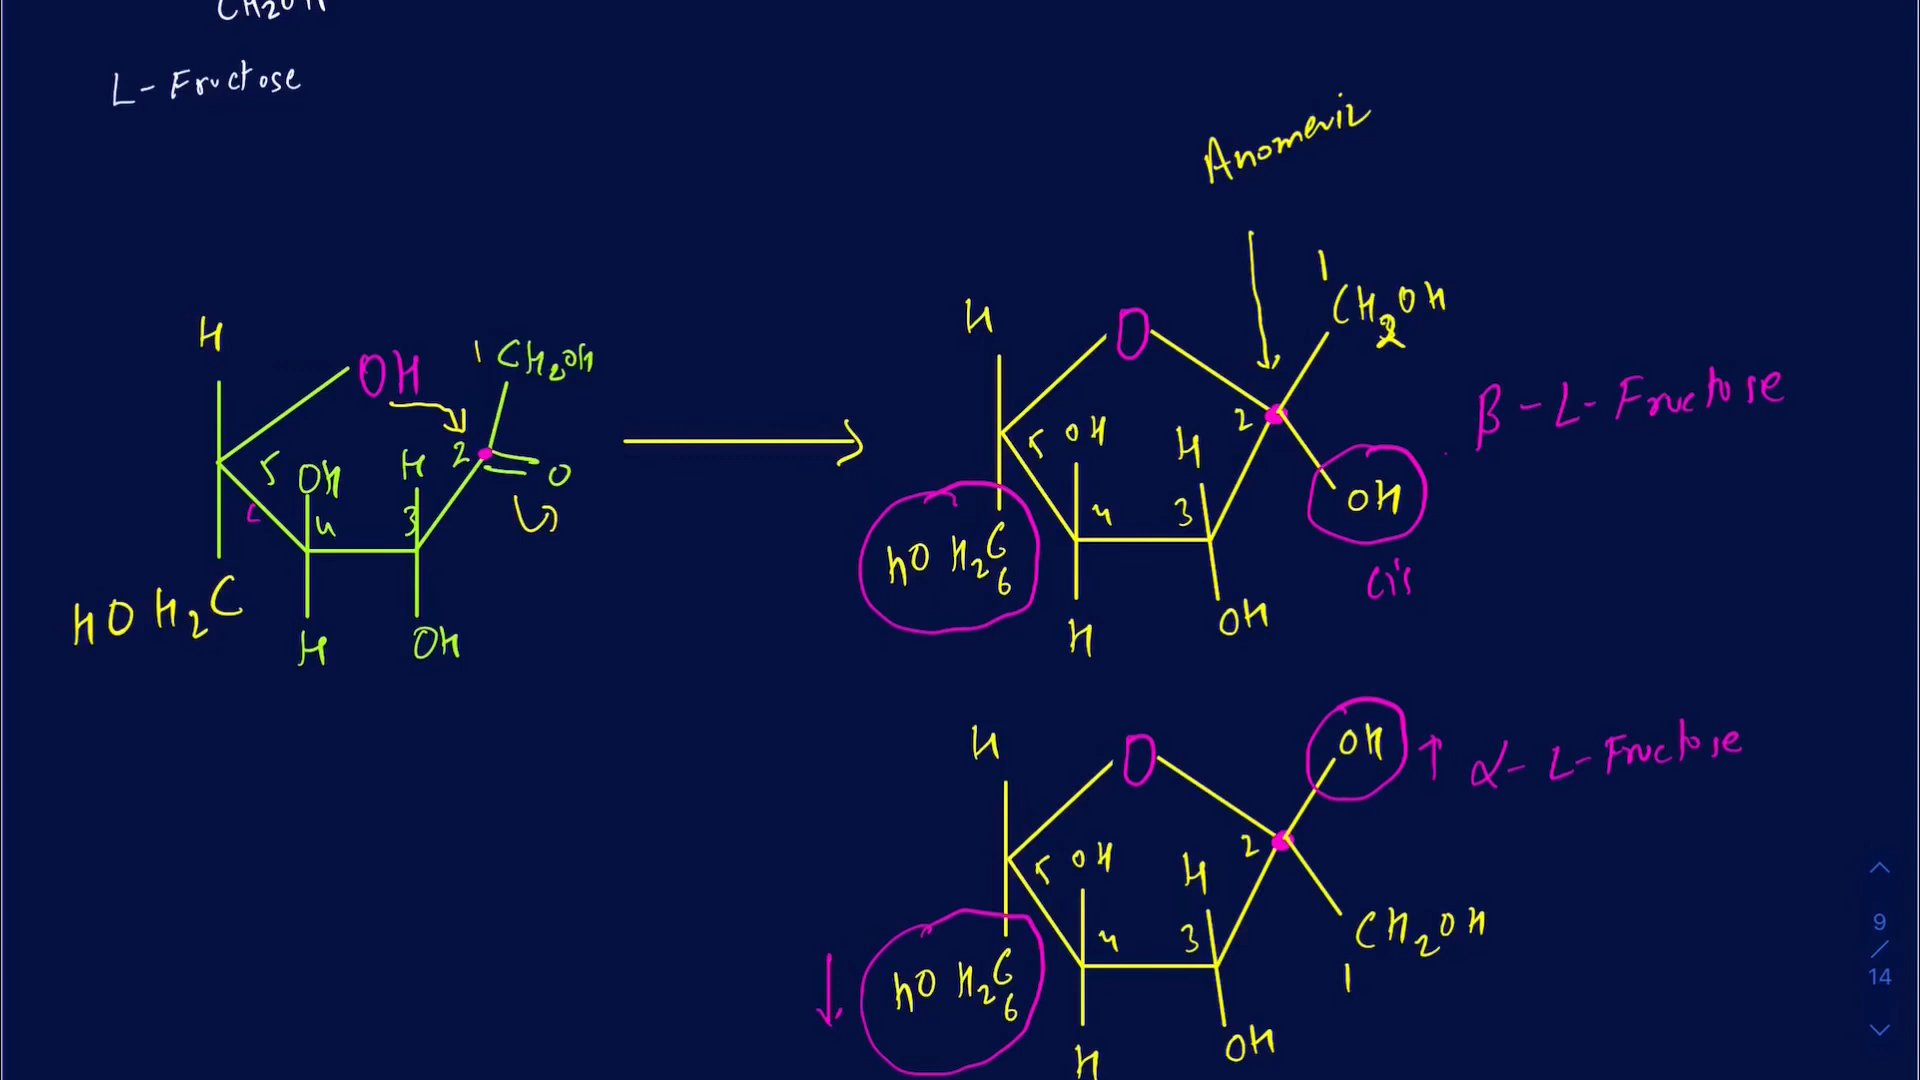 CH2OH
L- Fructose
Anomeric
H
OH
1 CH2OH
5
OH
H
2
O
4
3
HOH2C
H
OH
H
O
1
CH2OH
5
OH
H
2
β-L-Fructose
4
3
OH
HOH2C
6
cis
H
OH
H
O
OH
↑ α-L-Fructose
5
OH
H
2
4
3
CH2OH
1
↓
HOH2C
6
H
OH
9
/
14